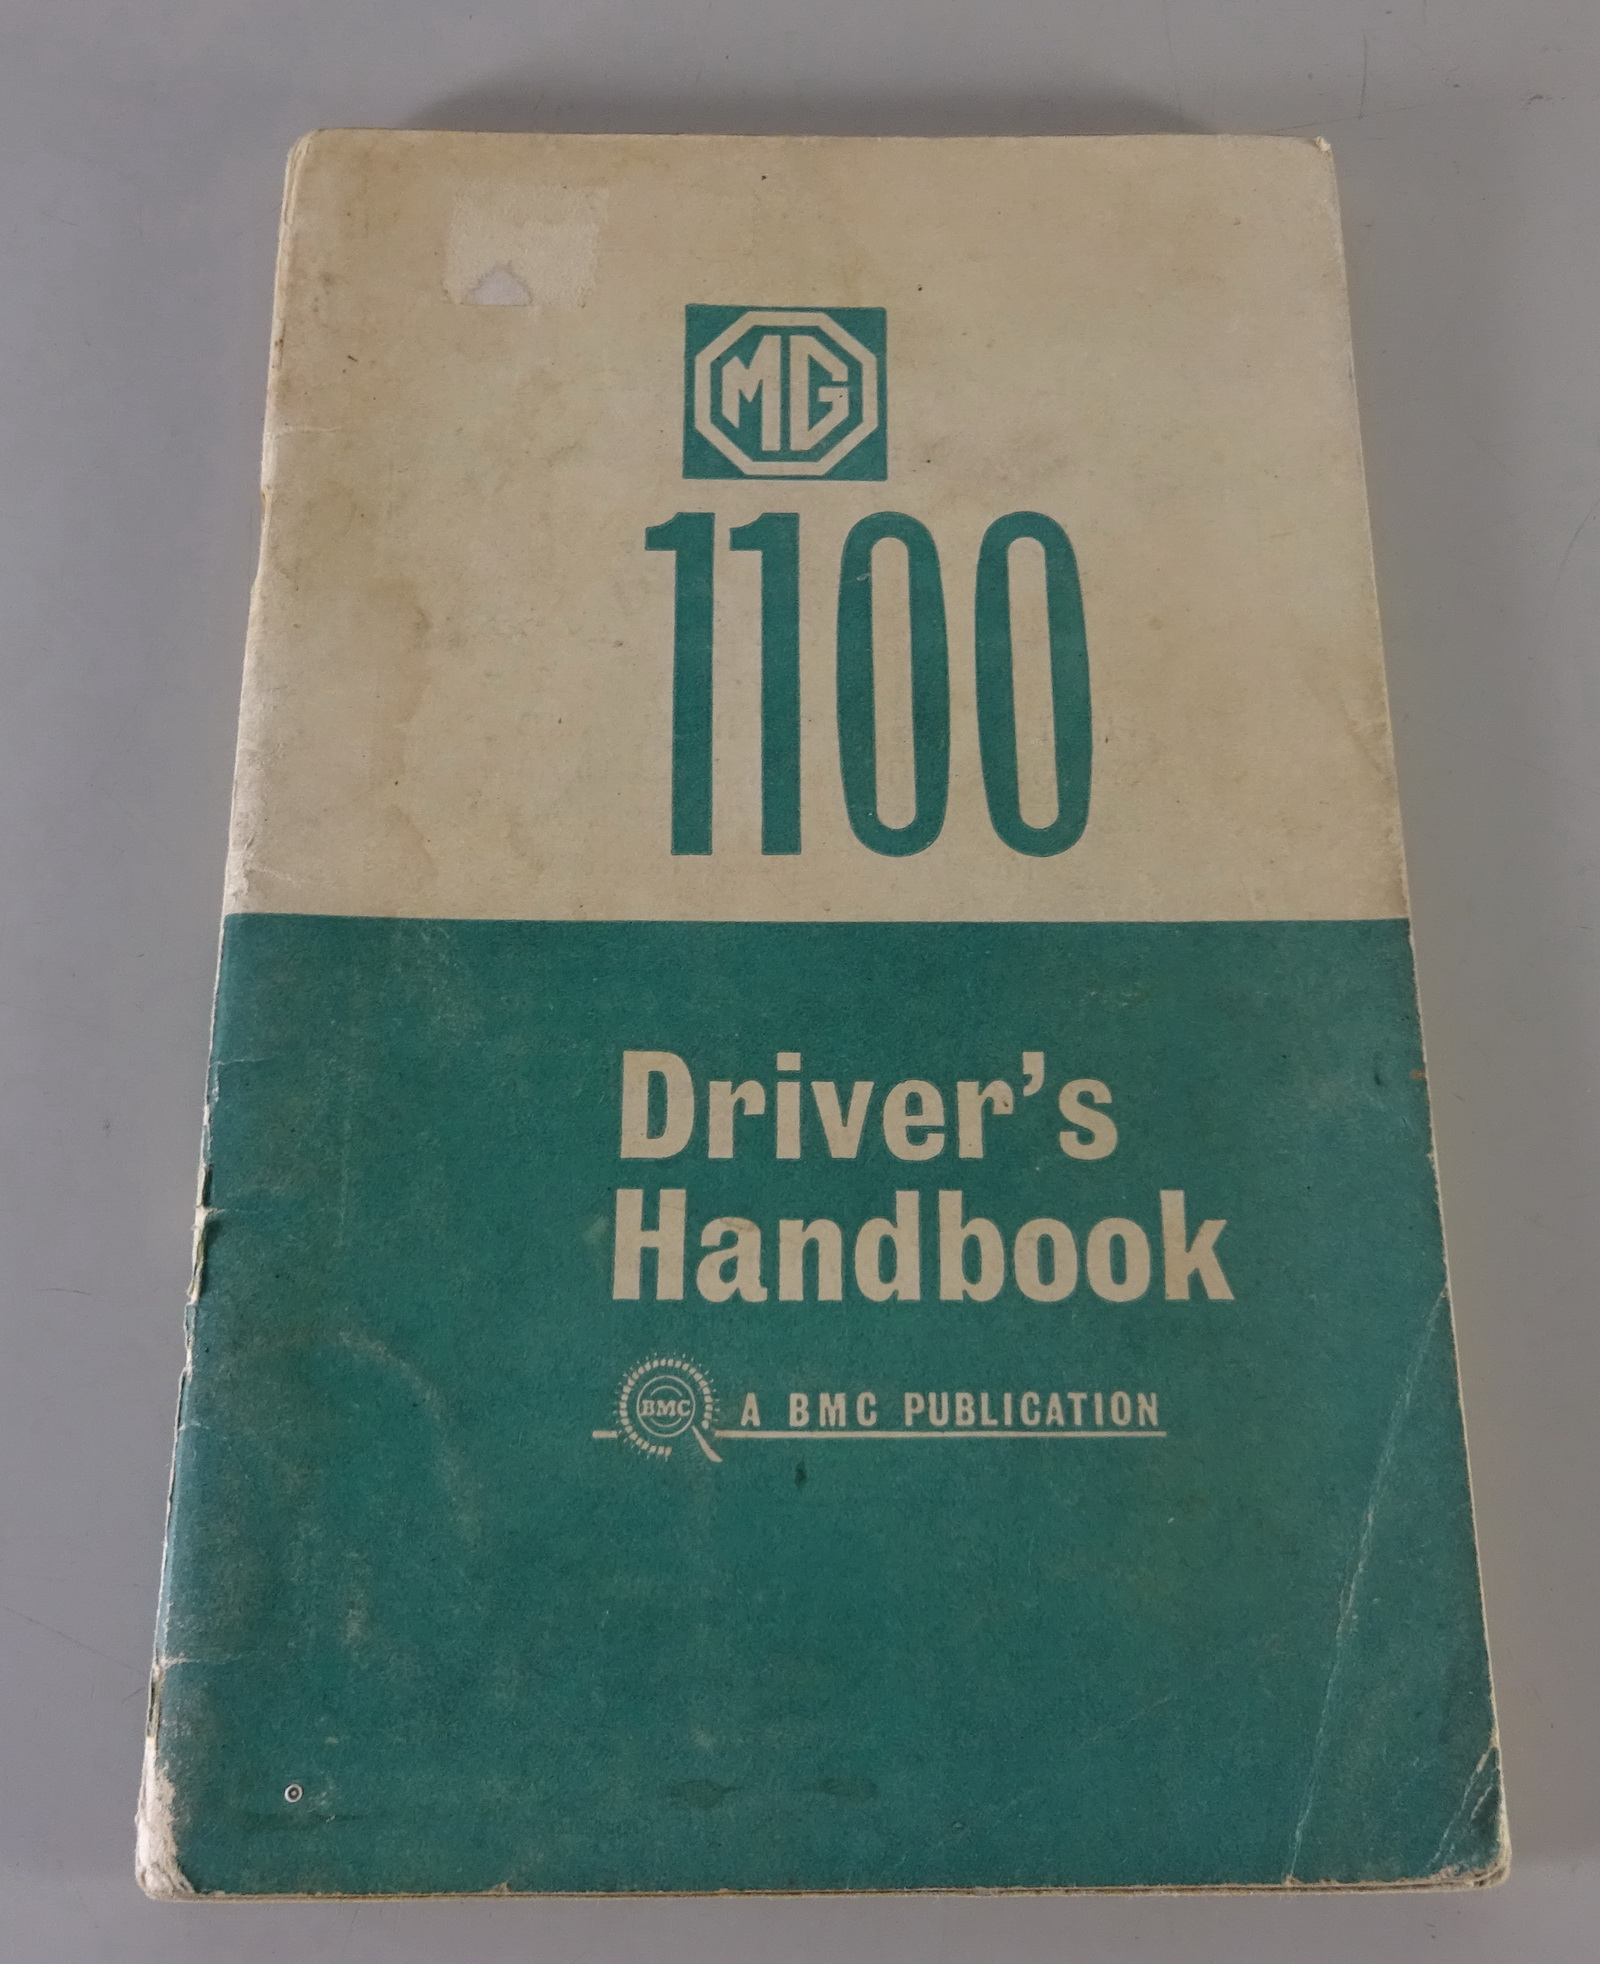 MG
1100
Driver's
Handbook
BMC A BMC PUBLICATION